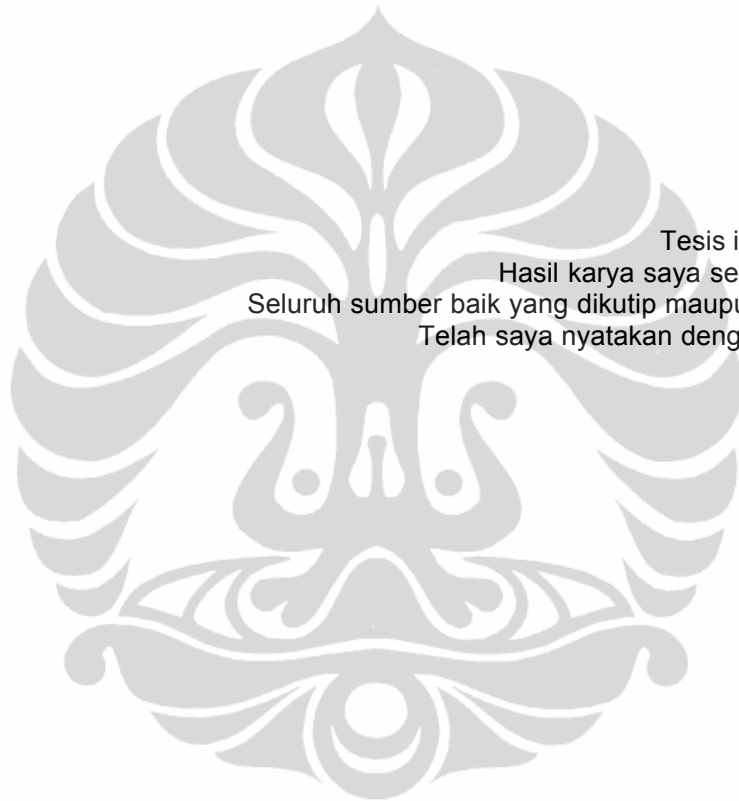 Tesis i
Hasil karya saya se
Seluruh sumber baik yang dikutip maupu
Telah saya nyatakan deng